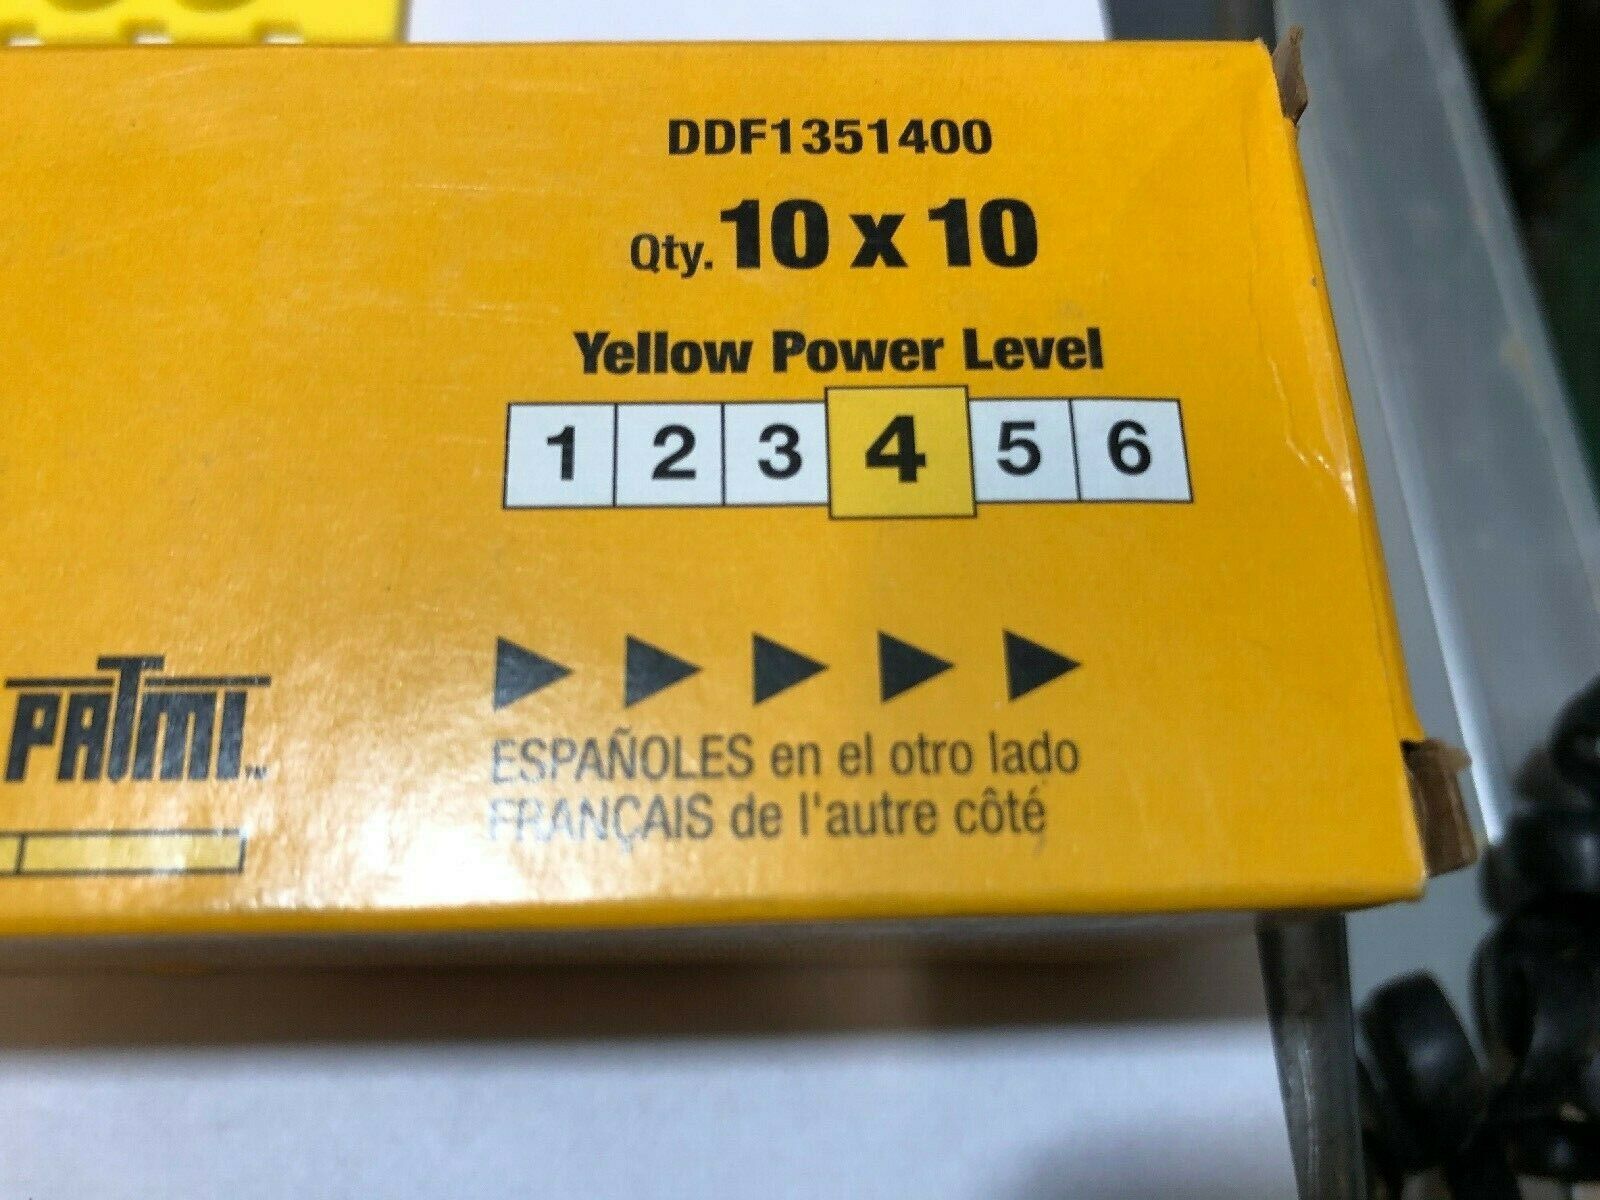 DDF1351400
Qty. 10 x 10
Yellow Power Level
1 2 3 4 5 6
PATMI™
ESPAÑOLES en el otro lado
FRANÇAIS de l'autre côté